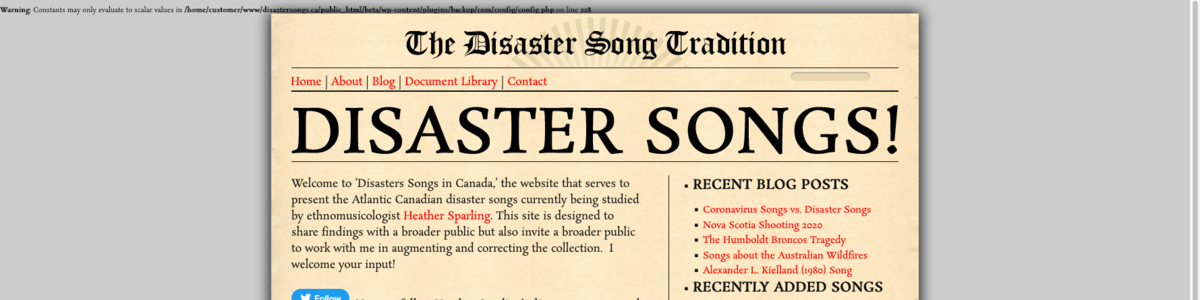 Warning: Constants may only evaluate to scalar values in /home/customer/www/disastersongs.ca/public_html/beta/wp-content/plugins/backup/com/config/config.php on line 228
The Disaster Song Tradition
Home | About | Blog | Document Library | Contact
DISASTER SONGS!
Welcome to ‘Disasters Songs in Canada,’ the website that serves to
present the Atlantic Canadian disaster songs currently being studied
by ethnomusicologist Heather Sparling. This site is designed to
share findings with a broader public but also invite a broader public
to work with me in augmenting and correcting the collection. I
welcome your input!
Follow
RECENT BLOG POSTS
Coronavirus Songs vs. Disaster Songs
Nova Scotia Shooting 2020
The Humboldt Broncos Tragedy
Songs about the Australian Wildfires
Alexander L. Kielland (1980) Song
RECENTLY ADDED SONGS